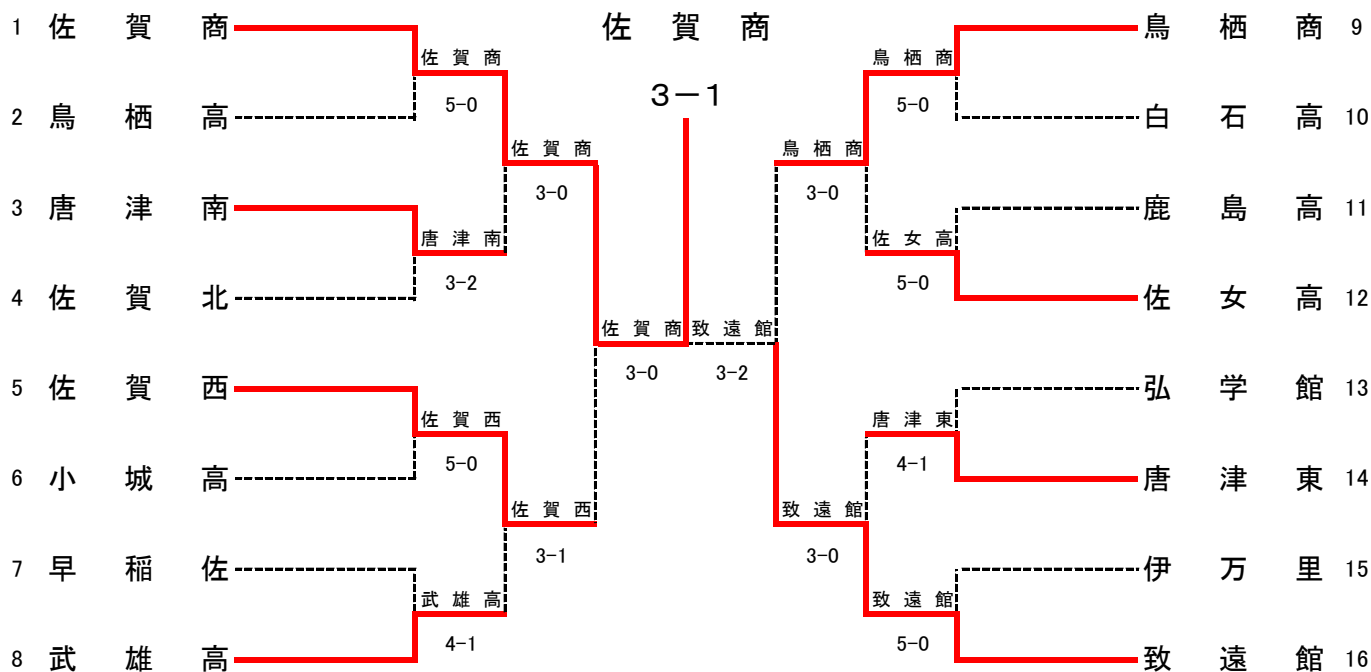 佐賀商
3-1
1 佐賀商
2 鳥栖高
3 唐津南
4 佐賀北
5 佐賀西
6 小城高
7 早稲佐
8 武雄高
佐賀商
5-0
唐津南
3-2
佐賀西
5-0
武雄高
4-1
佐賀商
3-0
佐賀西
3-1
佐賀商
3-0
致遠館
3-2
鳥栖商
3-0
致遠館
3-0
鳥栖商
5-0
佐女高
5-0
唐津東
4-1
致遠館
5-0
鳥栖商 9
白石高 10
鹿島高 11
佐女高 12
弘学館 13
唐津東 14
伊万里 15
致遠館 16